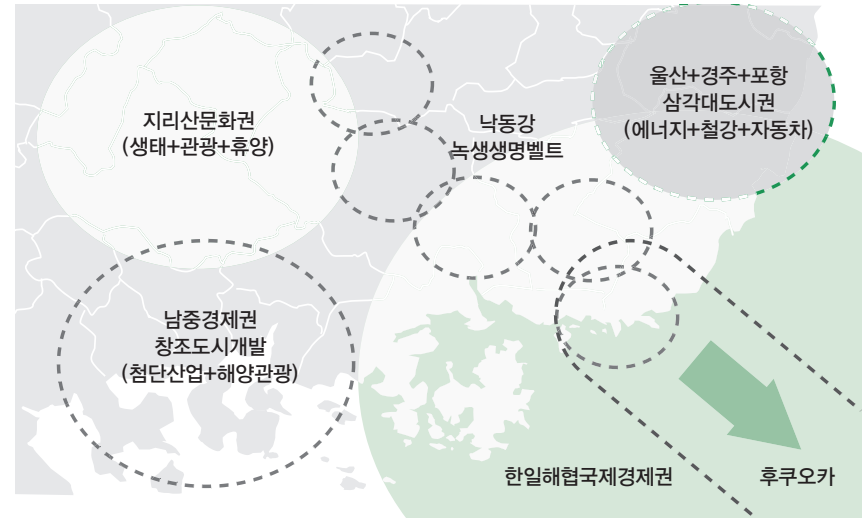 지리산문화권
(생태+관광+휴양)
낙동강
녹생생명벨트
울산+경주+포항
삼각대도시권
(에너지+철강+자동차)
남중경제권
창조도시개발
(첨단산업+해양관광)
한일해협국제경제권
후쿠오카